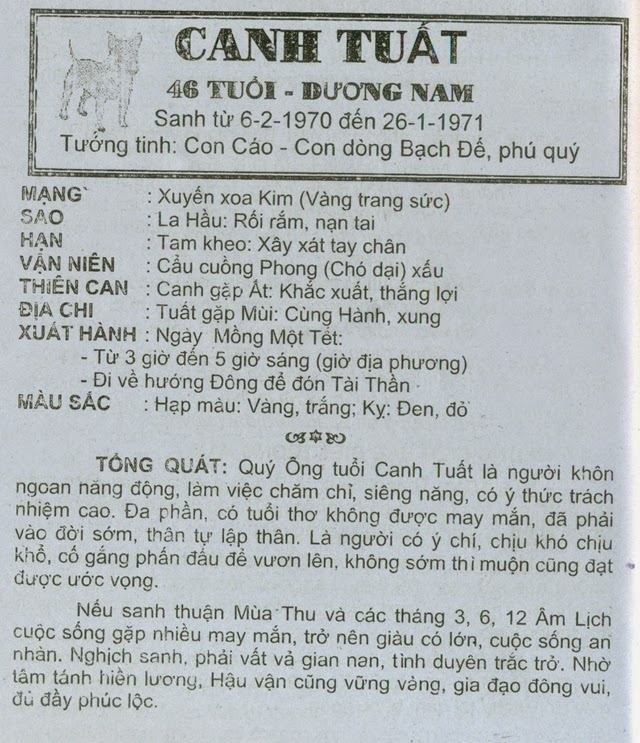 CANH TUẤT
46 TUỔI - DƯƠNG NAM
Sanh từ 6-2-1970 đến 26-1-1971
Tướng tinh: Con Cáo - Con dòng Bạch Đế, phú quý
MẠNG : Xuyến xoa Kim (Vàng trang sức)
SAO : La Hầu: Rối rắm, nạn tai
HẠN : Tam kheo: Xây xát tay chân
VẬN NIÊN : Cẩu cuồng Phong (Chó dại) xấu
THIÊN CAN : Canh gặp Ất: Khắc xuất, thắng lợi
ĐỊA CHI : Tuất gặp Mùi: Cùng Hành, xung
XUẤT HÀNH : Ngày Mồng Một Tết:
- Từ 3 giờ đến 5 giờ sáng (giờ địa phương)
- Đi về hướng Đông để đón Tài Thần
MÀU SẮC : Hạp màu: Vàng, trắng; Kỵ: Đen, đỏ
TỔNG QUÁT: Quý Ông tuổi Canh Tuất là người khôn
ngoan năng động, làm việc chăm chỉ, siêng năng, có ý thức trách
nhiệm cao. Đa phần, có tuổi thơ không được may mắn, đã phải
vào đời sớm, thân tự lập thân. Là người có ý chí, chịu khó chịu
khổ, cố gắng phấn đấu để vươn lên, không sớm thì muộn cũng đạt
được ước vọng.
Nếu sanh thuận Mùa Thu và các tháng 3, 6, 12 Âm Lịch
cuộc sống gặp nhiều may mắn, trở nên giàu có lớn, cuộc sống an
nhàn. Nghịch sanh, phải vất vả gian nan, tình duyên trắc trở. Nhờ
tâm tánh hiền lương, Hậu vận cũng vững vàng, gia đạo đông vui,
đủ đầy phúc lộc.